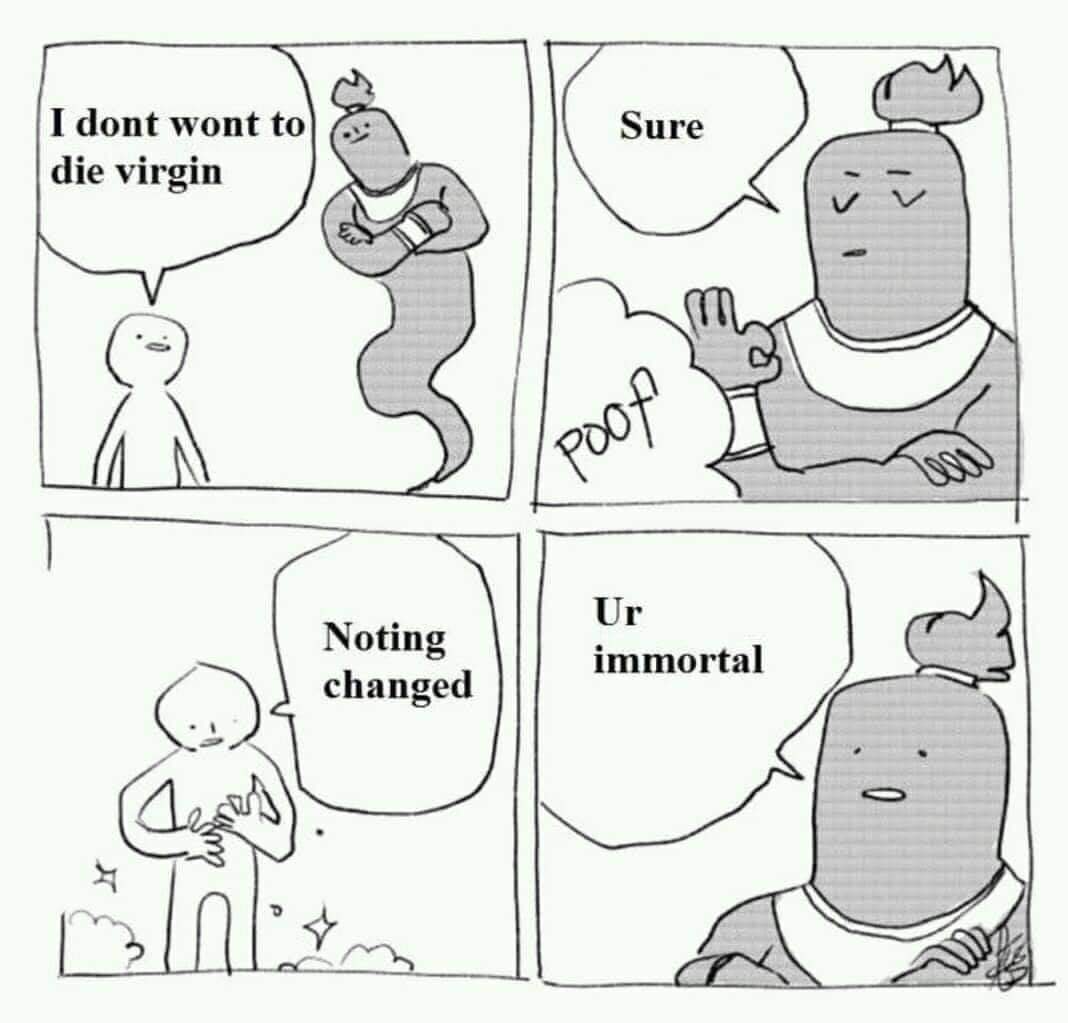 I dont wont to
die virgin
Sure
POOf
Noting
changed
Ur
immortal